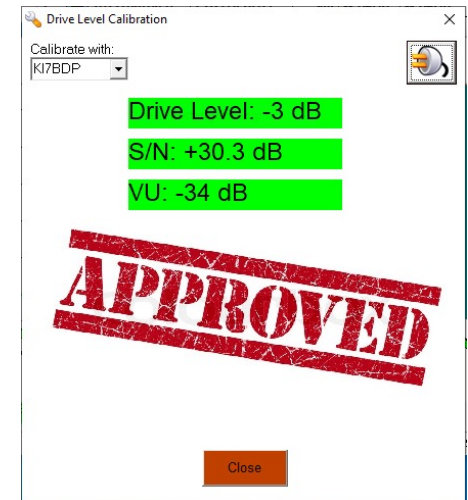 Drive Level Calibration
Calibrate with:
KI7BDP
Drive Level: -3 dB
S/N: +30.3 dB
VU: -34 dB
APPROVED
Close